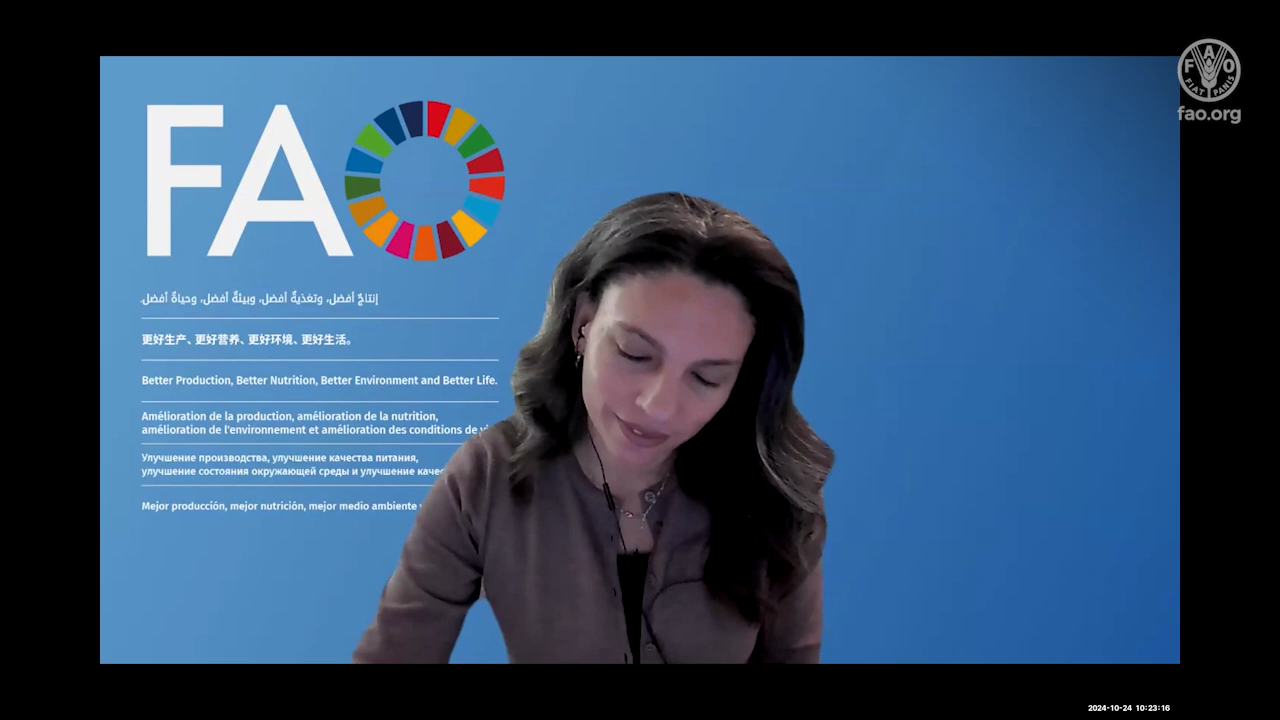 FAO
إنتاجٌ أفضل، وتغذيةٌ أفضل، وبيئةٌ أفضل، وحياةٌ أفضل.
更好生产、更好营养、更好环境、更好生活。
Better Production, Better Nutrition, Better Environment and Better Life.
Amélioration de la production, amélioration de la nutrition,
amélioration de l'environnement et amélioration des conditions de
Улучшение производства, улучшение качества питания,
улучшение состояния окружающей среды и улучшение
Mejor producción, mejor nutrición, mejor medio ambiente
FAO
FIAT PANIS
fao.org
2024-10-24 10:23:16